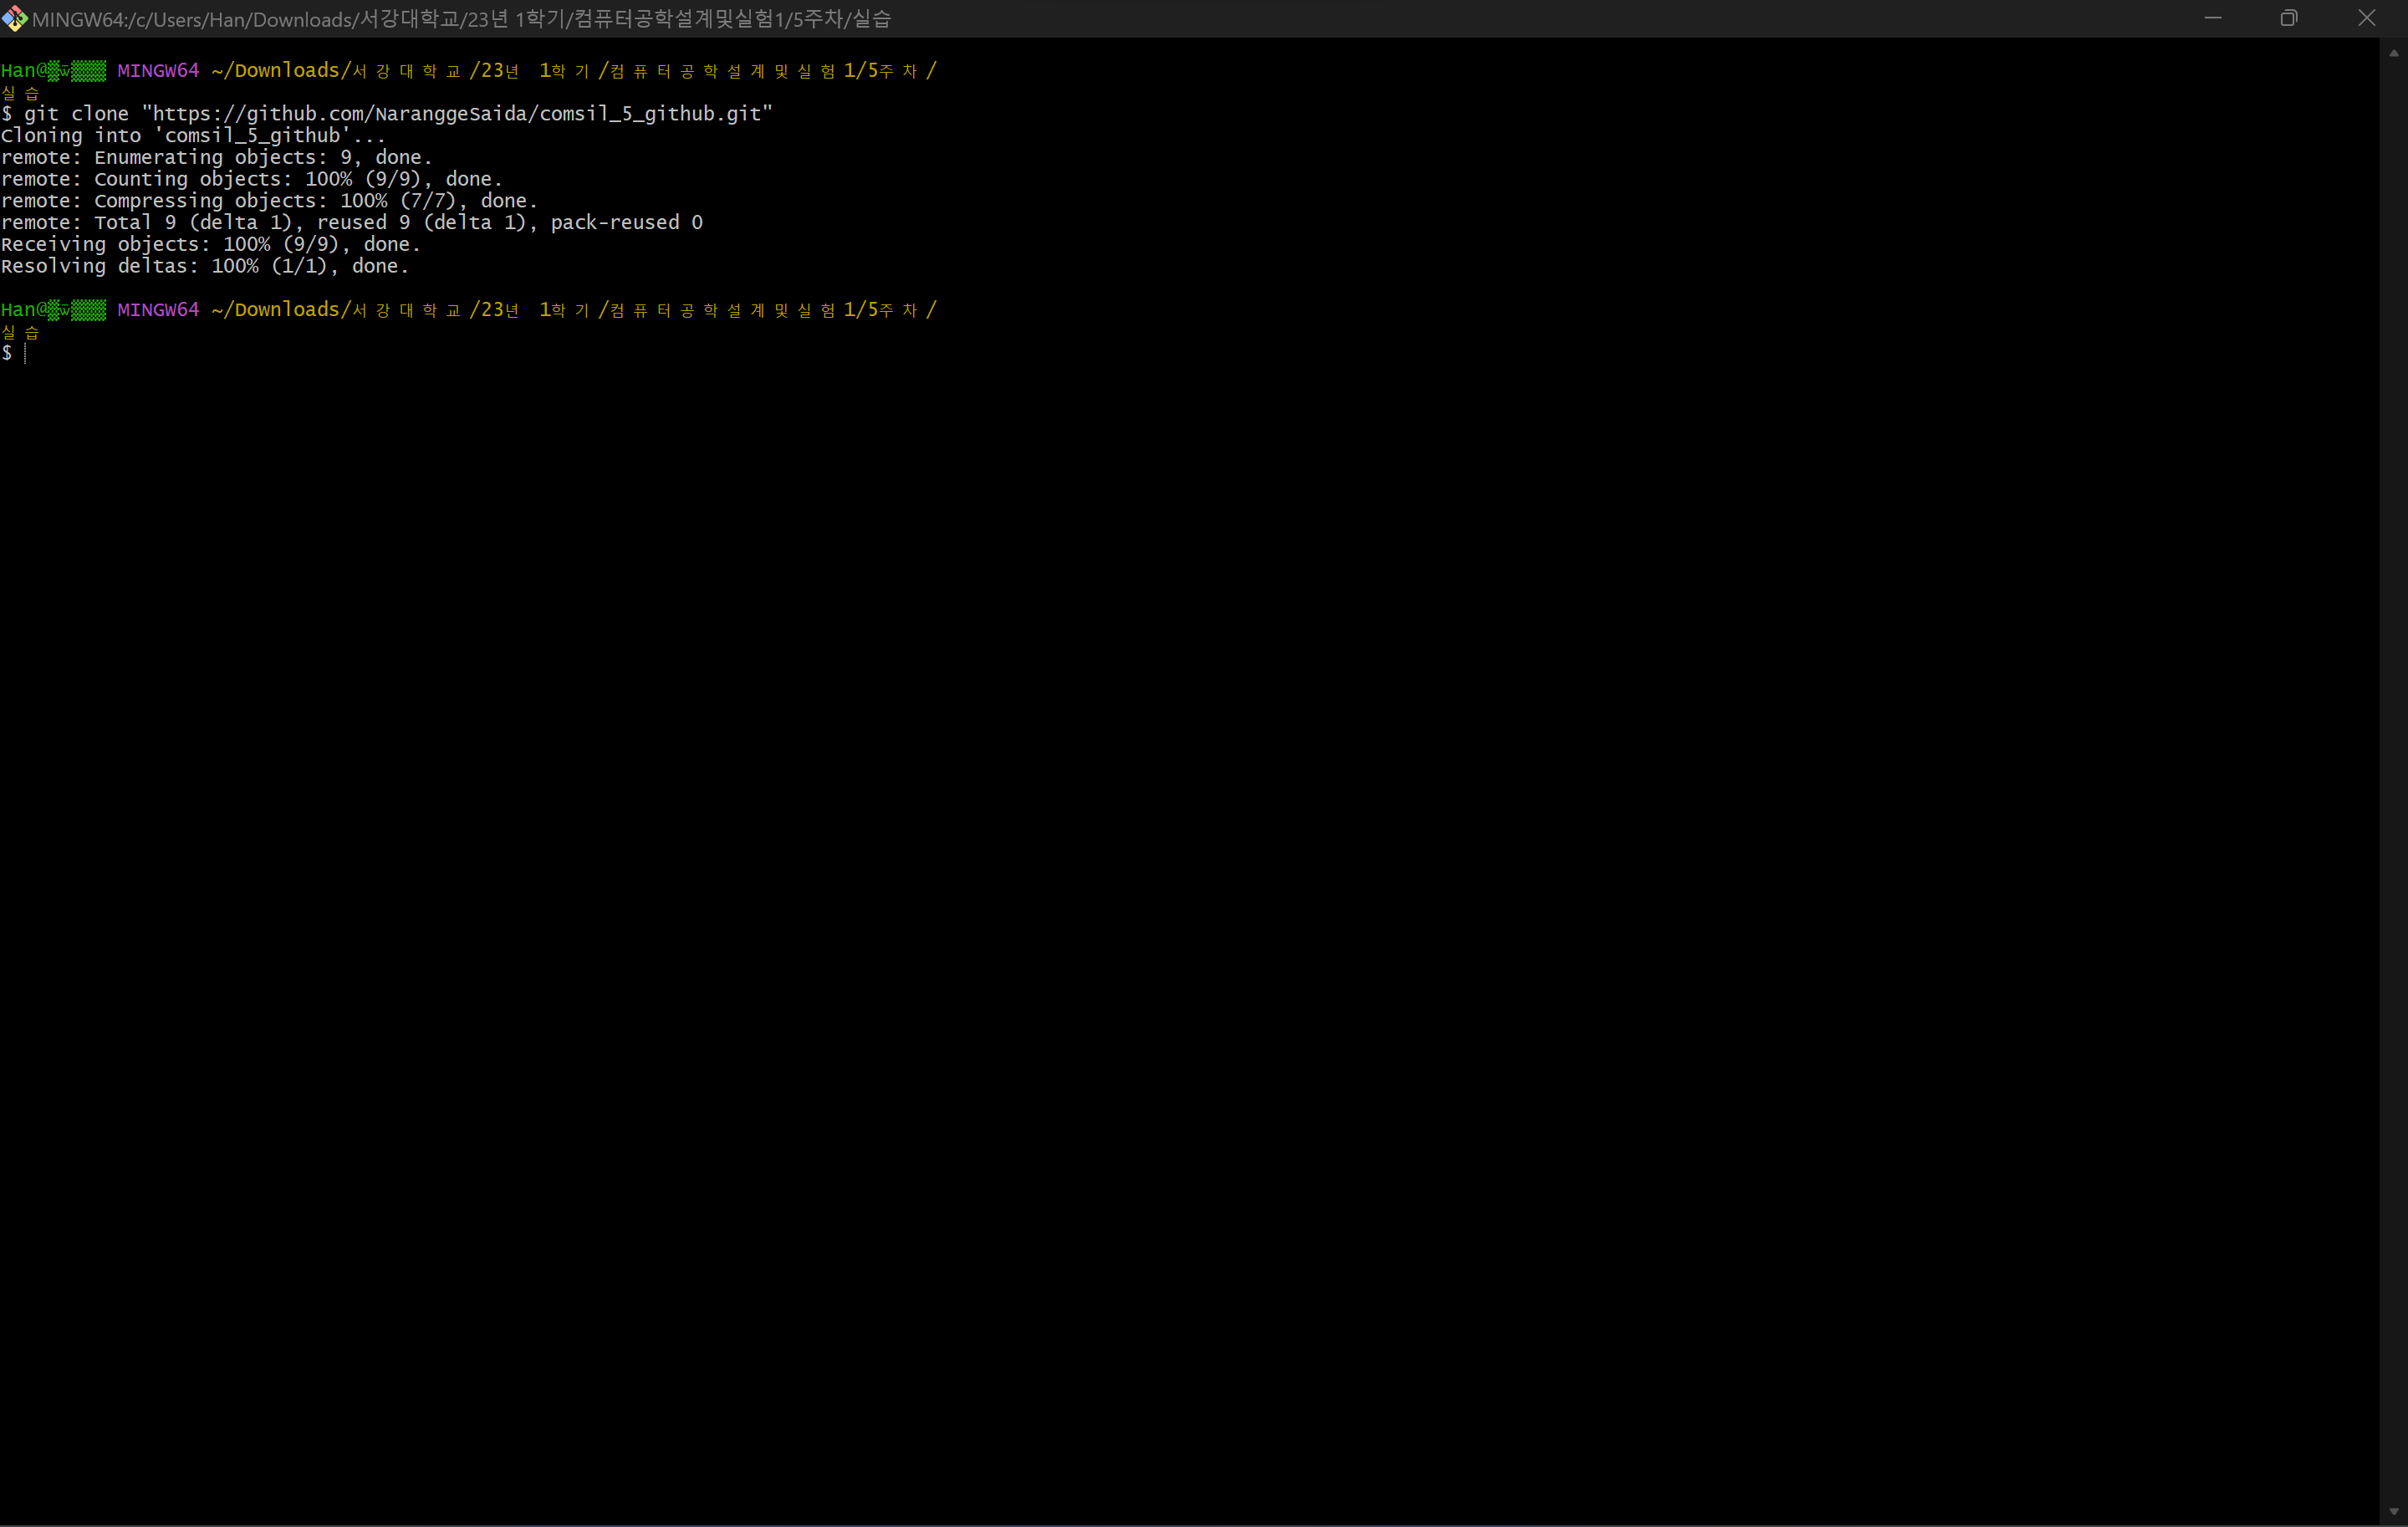 MINGW64:/c/Users/Han/Downloads/서강대학교/23년 1학기/컴퓨터공학설계및실험1/5주차/실습
Han@ MINGW64 ~/Downloads/서강대학교/23년 1학기/컴퓨터공학설계및실험1/5주차/
실습
$ git clone "https://github.com/NaranggeSaida/comsil_5_github.git"
Cloning into 'comsil_5_github'...
remote: Enumerating objects: 9, done.
remote: Counting objects: 100% (9/9), done.
remote: Compressing objects: 100% (7/7), done.
remote: Total 9 (delta 1), reused 9 (delta 1), pack-reused 0
Receiving objects: 100% (9/9), done.
Resolving deltas: 100% (1/1), done.
Han@ MINGW64 ~/Downloads/서강대학교/23년 1학기/컴퓨터공학설계및실험1/5주차/
실습
$